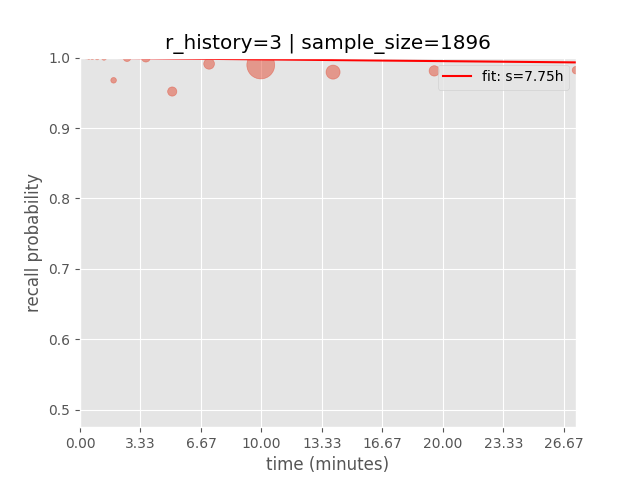 r_history=3 | sample_size=1896
1.0
0.9
0.8
0.7
0.6
0.5
recall probability
fit: s=7.75h
0.00 3.33 6.67 10.00 13.33 16.67 20.00 23.33 26.67
time (minutes)